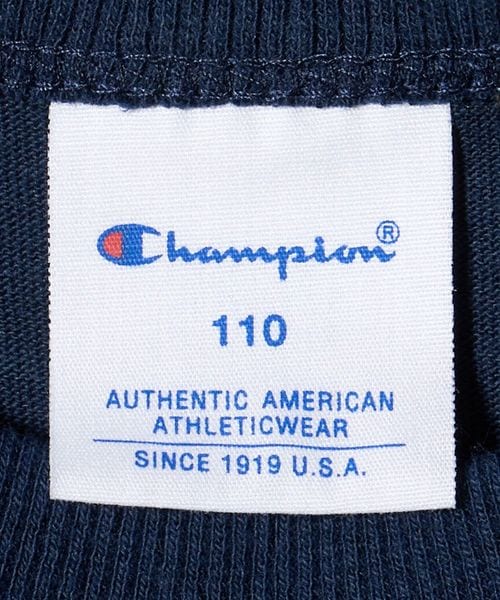 Champion®
110
AUTHENTIC AMERICAN
ATHLETICWEAR
SINCE 1919 U.S.A.